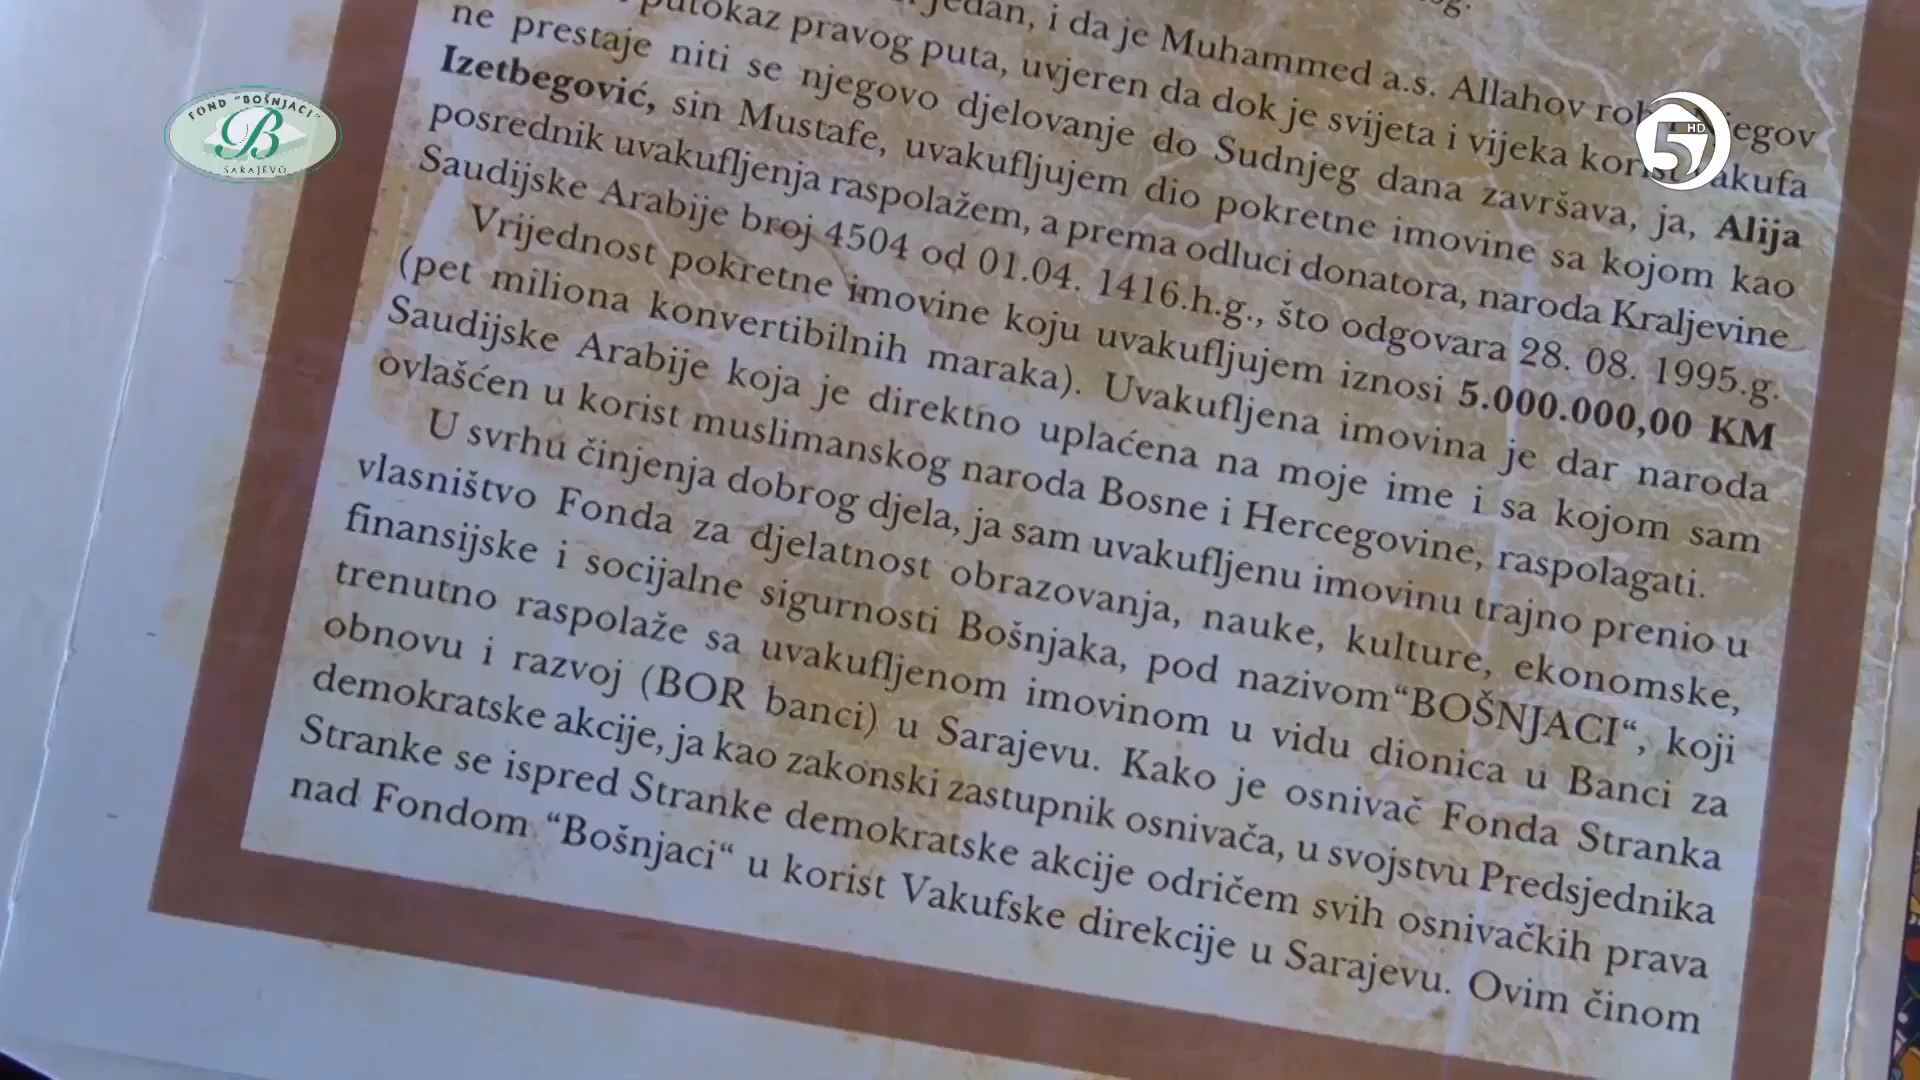 jedan, i da je Muhammed a.s. Allahov rob i Njegov
putokaz pravog puta, uvjeren da dok je svijeta i vijeka korist vakufa
ne prestaje niti se njegovo djelovanje do Sudnjeg dana završava, ja, Alija
Izetbegović, sin Mustafe, uvakufljujem dio pokretne imovine sa kojom kao
posrednik uvakufljenja raspolažem, a prema odluci donatora, naroda Kraljevine
Saudijske Arabije broj 4504 od 01.04. 1416.h.g., što odgovara 28. 08. 1995.g.
Vrijednost pokretne imovine koju uvakufljujem iznosi 5.000.000,00 KM
(pet miliona konvertibilnih maraka). Uvakufljena imovina je dar naroda
Saudijske Arabije koja je direktno uplaćena na moje ime i sa kojom sam
ovlašćen u korist muslimanskog naroda Bosne i Hercegovine, raspolagati.
U svrhu činjenja dobrog djela, ja sam uvakufljenu imovinu trajno prenio u
vlasništvo Fonda za djelatnost obrazovanja, nauke, kulture, ekonomske,
finansijske i socijalne sigurnosti Bošnjaka, pod nazivom“BOŠNJACI“, koji
trenutno raspolaže sa uvakufljenom imovinom u vidu dionica u Banci za
obnovu i razvoj (BOR banci) u Sarajevu. Kako je osnivač Fonda Stranka
demokratske akcije, ja kao zakonski zastupnik osnivača, u svojstvu Predsjednika
Stranke se ispred Stranke demokratske akcije odričem svih osnivačkih prava
nad Fondom “Bošnjaci“ u korist Vakufske direkcije u Sarajevu. Ovim činom
FOND "BOŠNJACI"
B
SARAJEVO
5 HD